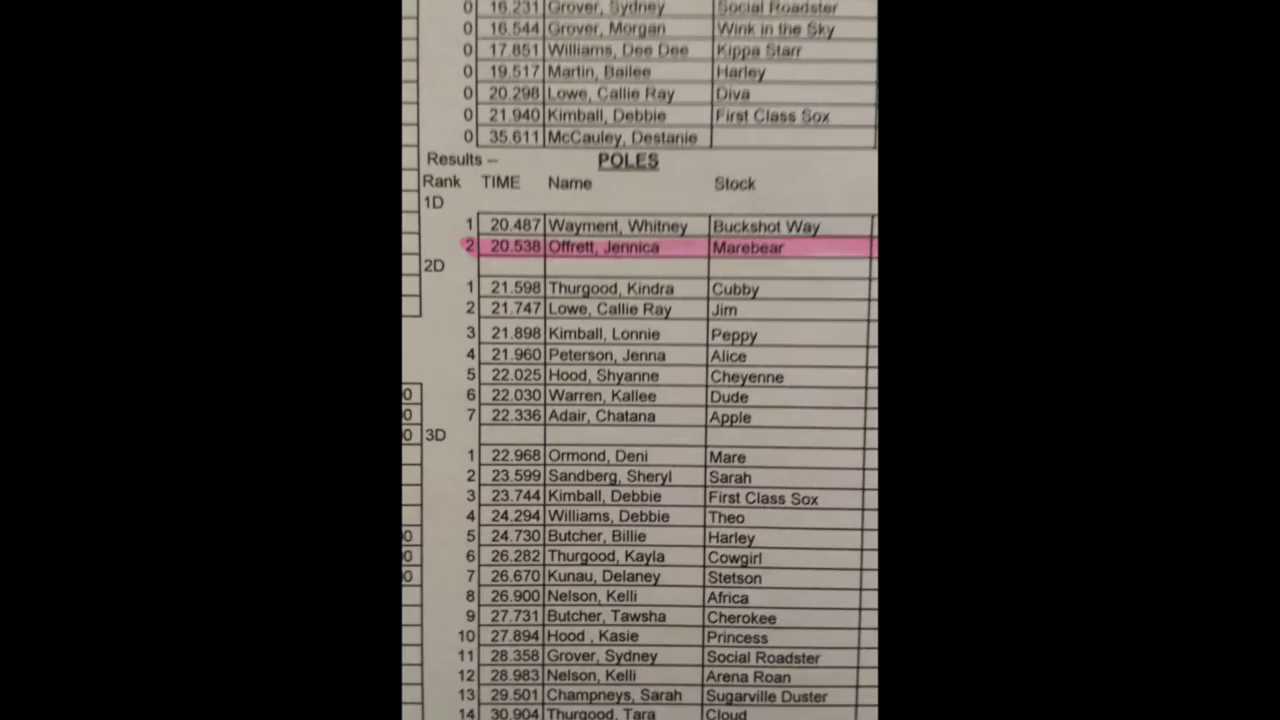 0 16.231 Grover, Sydney Social Roadster
0 16.544 Grover, Morgan Wink in the Sky
0 17.851 Williams, Dee Dee Kippa Starr
0 19.517 Martin, Bailee Harley
0 20.298 Lowe, Callie Ray Diva
0 21.940 Kimball, Debbie First Class Sox
0 35.611 McCauley, Destanie
Results -- POLES
Rank TIME Name Stock
1D
1 20.487 Wayment, Whitney Buckshot Way
2 20.538 Offrett, Jennica Marebear
2D
1 21.598 Thurgood, Kindra Cubby
2 21.747 Lowe, Callie Ray Jim
3 21.898 Kimball, Lonnie Peppy
4 21.960 Peterson, Jenna Alice
5 22.025 Hood, Shyanne Cheyenne
0 6 22.030 Warren, Kallee Dude
0 7 22.336 Adair, Chatana Apple
0 3D
1 22.968 Ormond, Deni Mare
2 23.599 Sandberg, Sheryl Sarah
3 23.744 Kimball, Debbie First Class Sox
4 24.294 Williams, Debbie Theo
0 5 24.730 Butcher, Billie Harley
0 6 26.282 Thurgood, Kayla Cowgirl
0 7 26.670 Kunau, Delaney Stetson
8 26.900 Nelson, Kelli Africa
9 27.731 Butcher, Tawsha Cherokee
10 27.894 Hood , Kasie Princess
11 28.358 Grover, Sydney Social Roadster
12 28.983 Nelson, Kelli Arena Roan
13 29.501 Champneys, Sarah Sugarville Duster
14 30.904 Thurgood, Tara Cloud